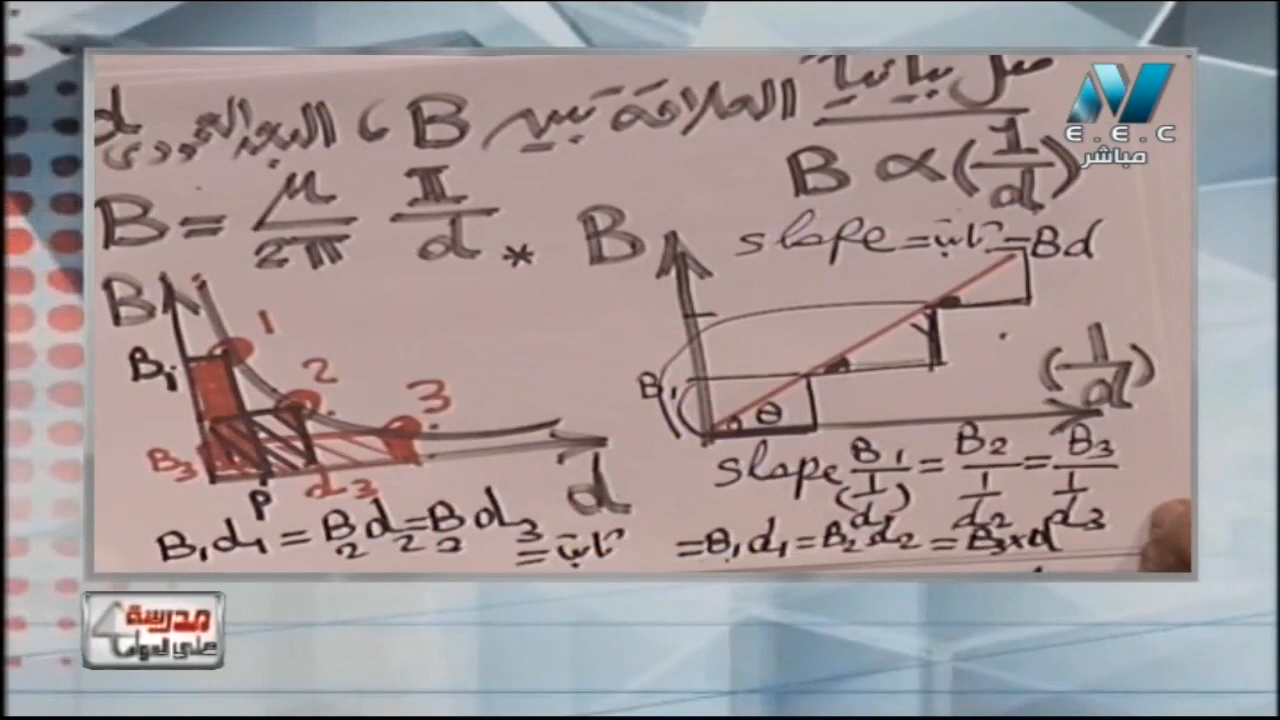 مثل بيانياً العلاقة بين B ، البعد العمودى d
B ∝ (1/d)
B = μ/2π I/d *
slope = ثابت = Bd
B
B
B1
B3
1
2
3
d3
d
B1
θ
(1/d)
slope B1/(1/d1) = B2/(1/d2) = B3/(1/d3)
= B1d1 = B2d2 = B3×d
B1d1 = B2d2 = B3d3
= ثابت
E.E.C
مباشر
مدرسة
على الهواء